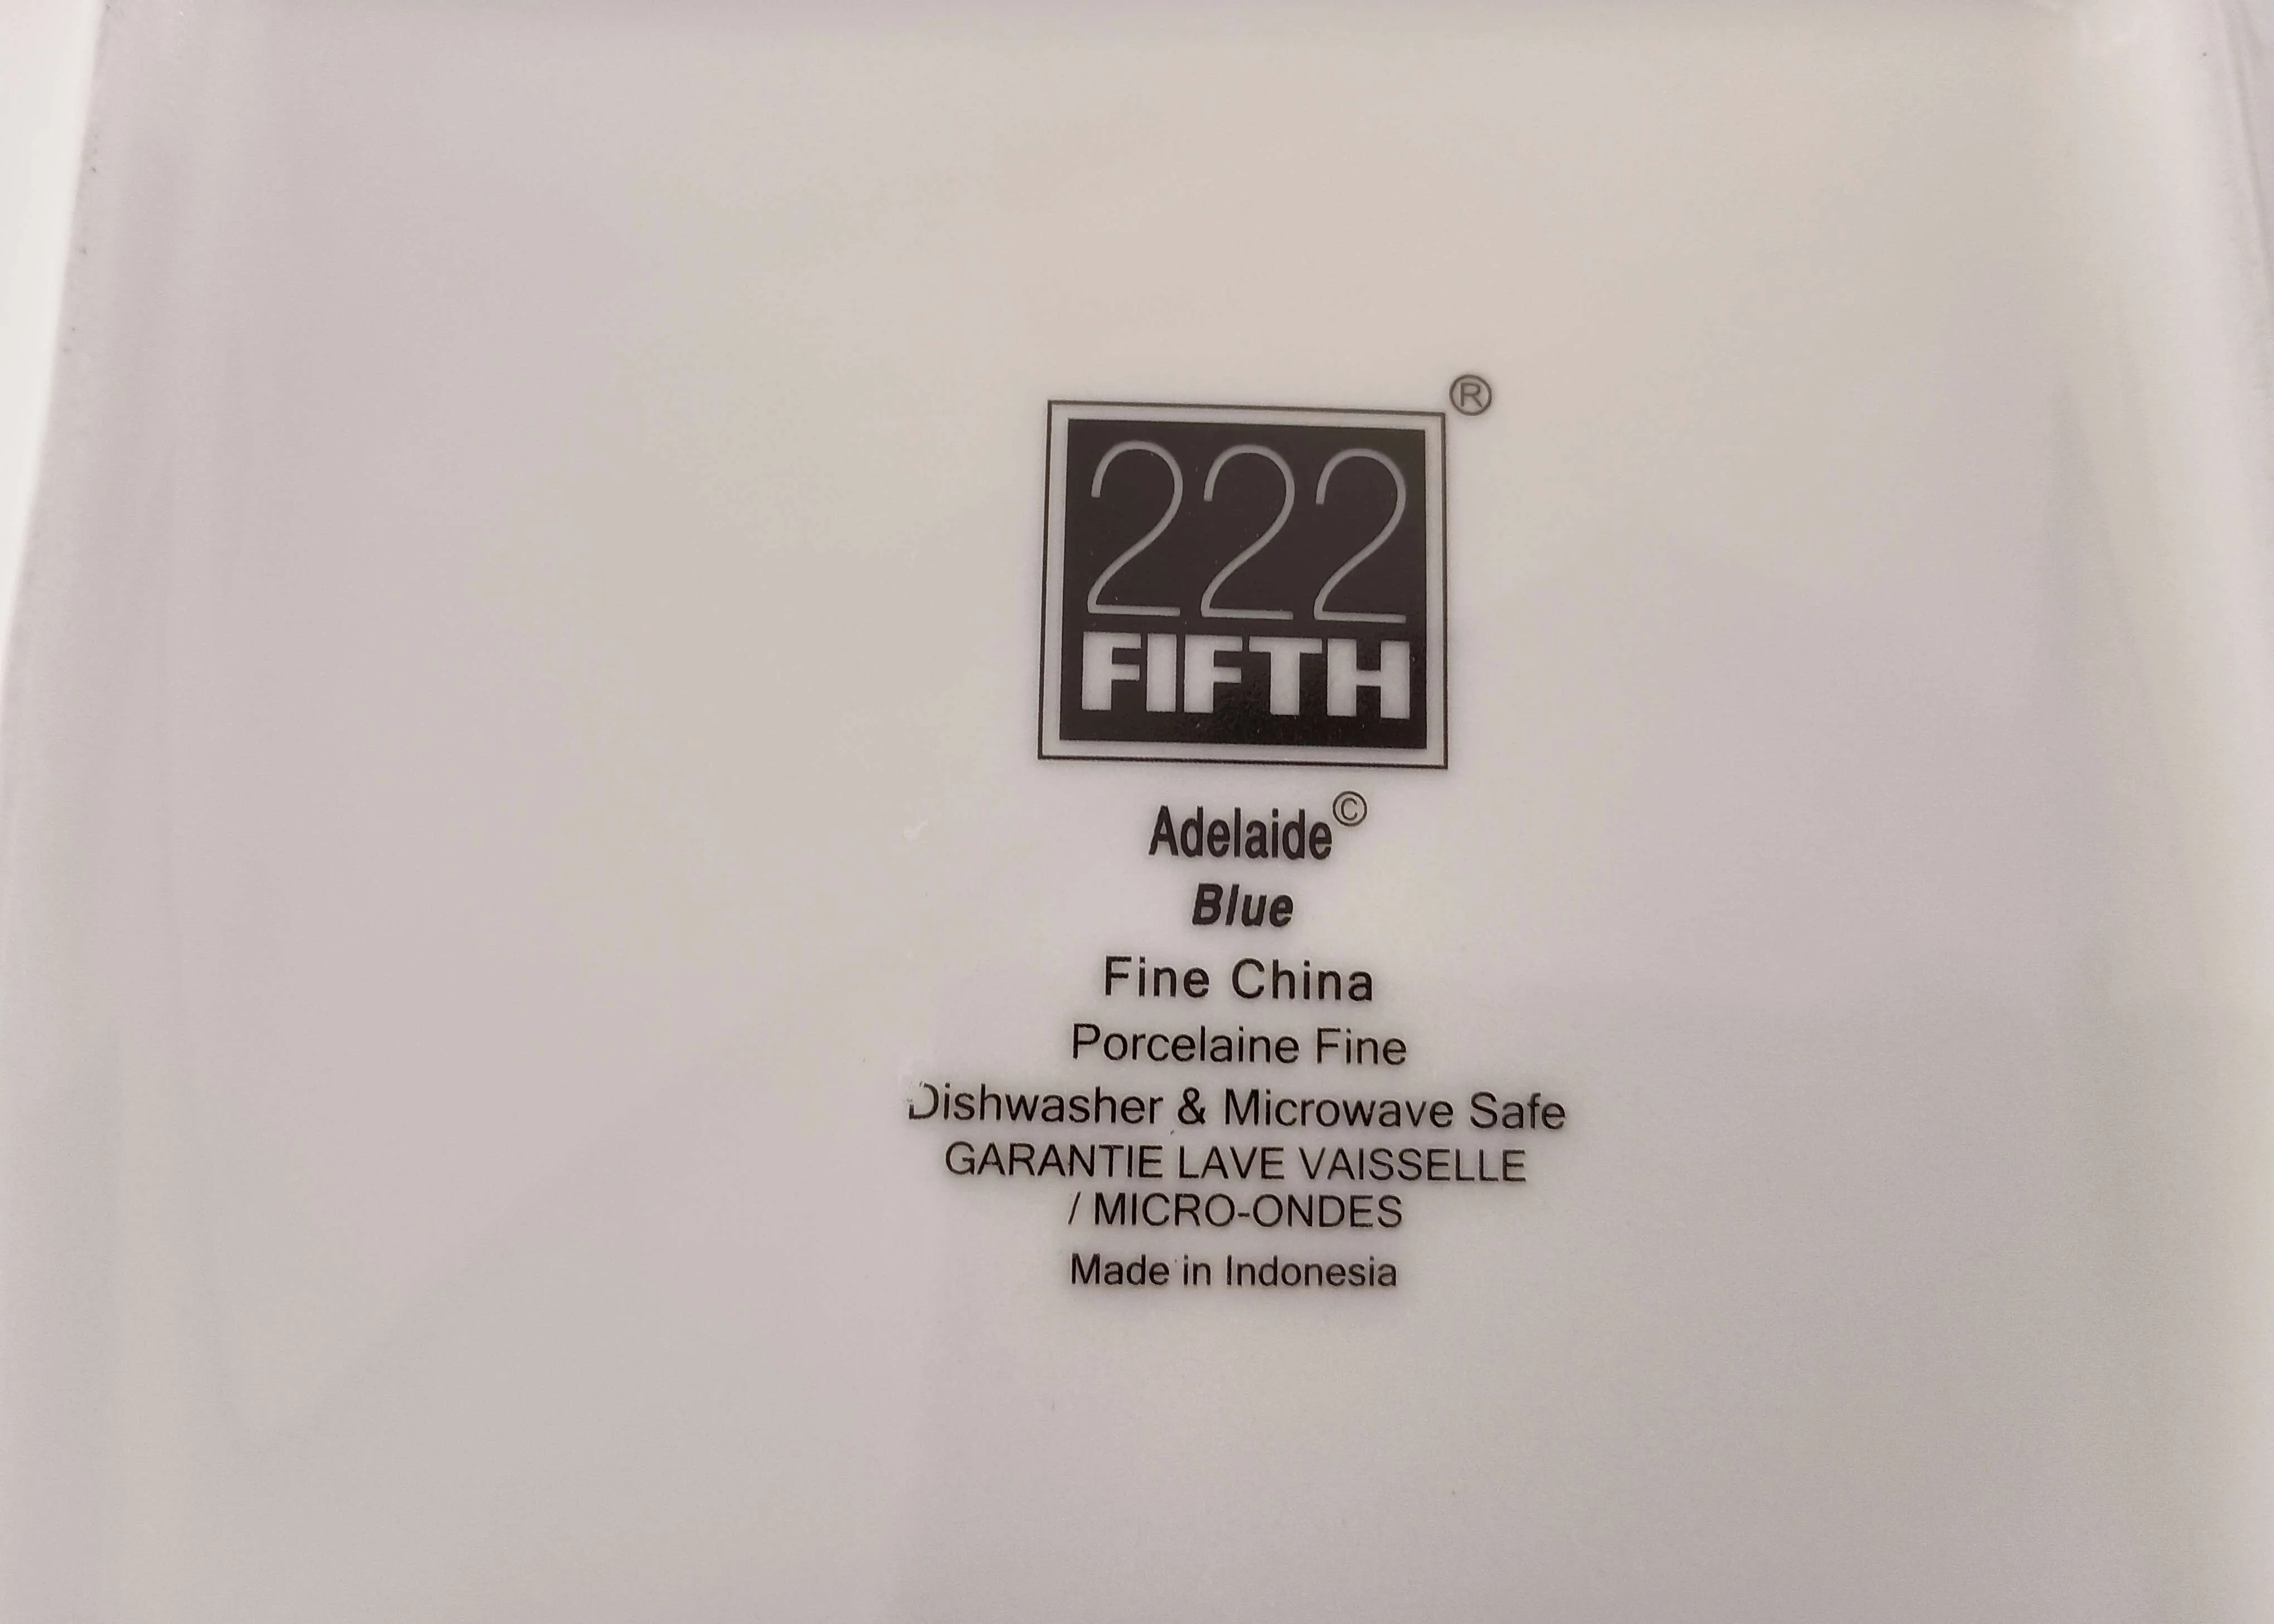 222
FIFTH
®
Adelaide©
Blue
Fine China
Porcelaine Fine
Dishwasher & Microwave Safe
GARANTIE LAVE VAISSELLE
/ MICRO-ONDES
Made in Indonesia